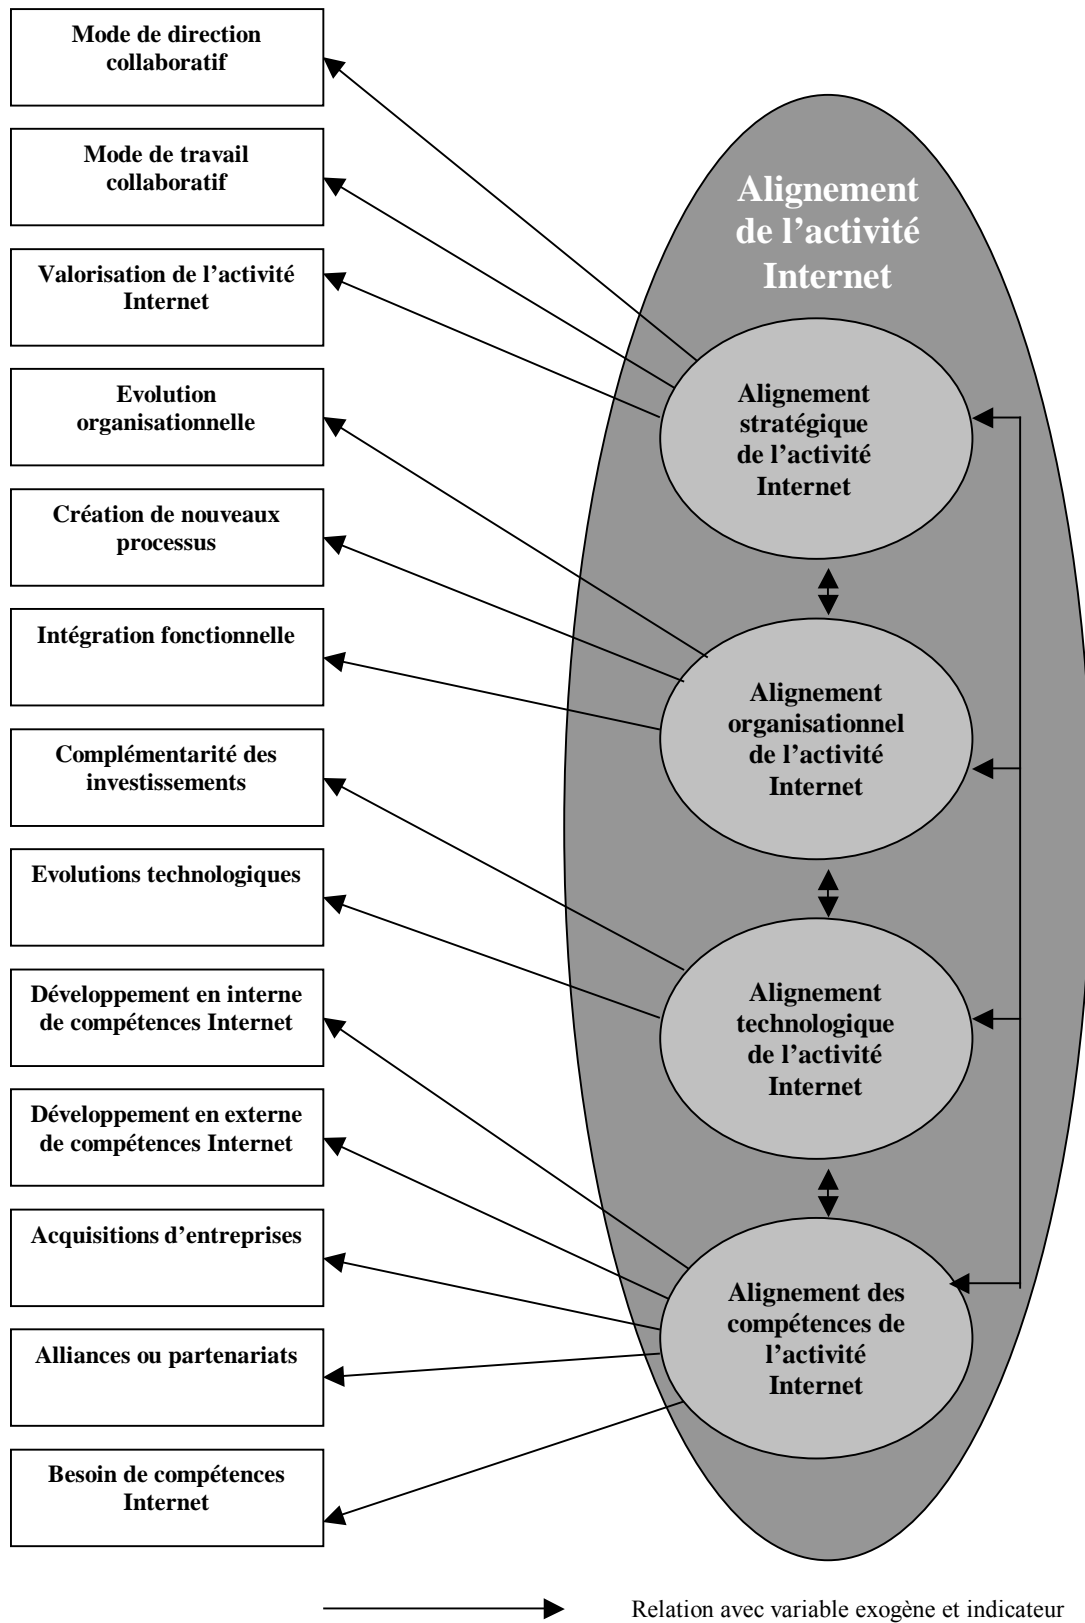 Mode de direction
collaboratif
Mode de travail
collaboratif
Valorisation de l’activité
Internet
Evolution
organisationnelle
Création de nouveaux
processus
Intégration fonctionnelle
Complémentarité des
investissements
Evolutions technologiques
Développement en interne
de compétences Internet
Développement en externe
de compétences Internet
Acquisitions d’entreprises
Alliances ou partenariats
Besoin de compétences
Internet
Alignement
de l’activité
Internet
Alignement
stratégique
de l’activité
Internet
Alignement
organisationnel
de l’activité
Internet
Alignement
technologique
de l’activité
Internet
Alignement des
compétences de
l’activité
Internet
Relation avec variable exogène et indicateur